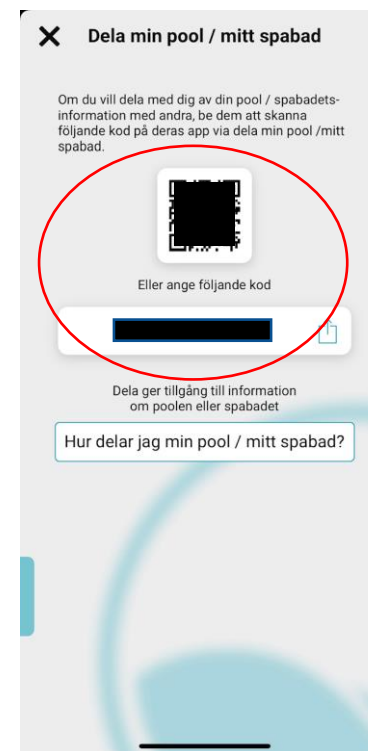 Dela min pool / mitt spabad
Om du vill dela med dig av din pool / spabadets-
information med andra, be dem att skanna
följande kod på deras app via dela min pool /mitt
spabad.
Eller ange följande kod
Dela ger tillgång till information
om poolen eller spabadet
Hur delar jag min pool / mitt spabad?